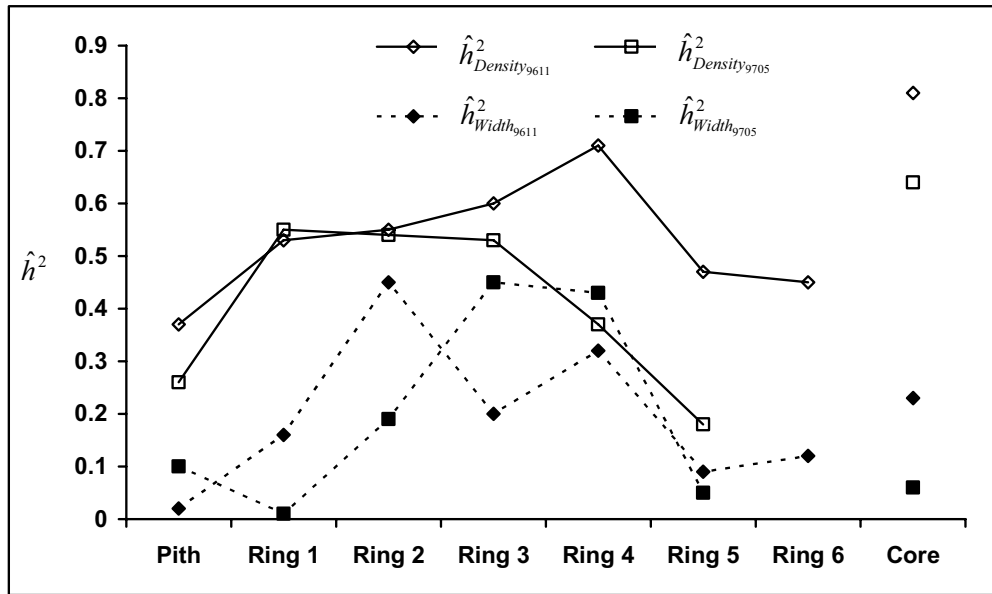 0.9
0.8
0.7
0.6
0.5
0.4
0.3
0.2
0.1
0
ĥ²
ĥ²Density9611 ĥ²Density9705
ĥ²Width9611 ĥ²Width9705
Pith Ring 1 Ring 2 Ring 3 Ring 4 Ring 5 Ring 6 Core